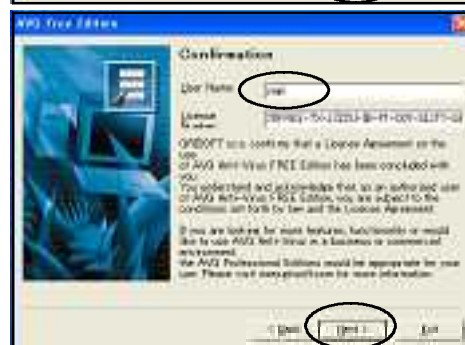 AVG Free Edition
Confirmation
User Name
License
Number
GRISOFT s.r.o. confirms that a License Agreement on the
use
of AVG Anti-Virus FREE Edition has been concluded with
you.
You understand and acknowledge that as an authorized user
of AVG Anti-Virus FREE Edition, you are subject to the
conditions set forth by law and the License Agreement.
If you are looking for more features, functionality or would
like to use AVG Anti-Virus in a business or commercial
environment,
the AVG Professional Editions would be appropriate for your
use. Please visit www.grisoft.com for more information.
< Back
Next >
Exit